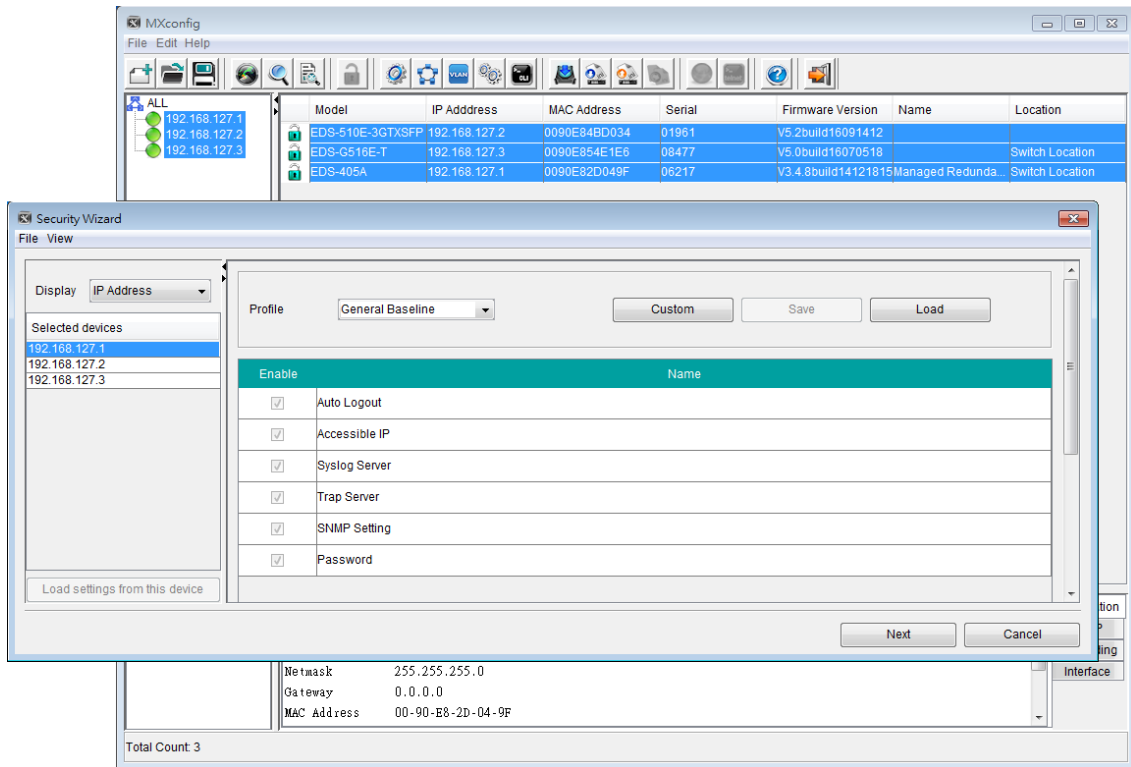 MXconfig
File Edit Help
VLAN
CLI
ALL
192.168.127.1
192.168.127.2
192.168.127.3
Model IP Adddress MAC Address Serial Firmware Version Name Location
EDS-510E-3GTXSFP 192.168.127.2 0090E84BD034 01961 V5.2build16091412
EDS-G516E-T 192.168.127.3 0090E854E1E6 08477 V5.0build16070518 Switch Location
EDS-405A 192.168.127.1 0090E82D049F 06217 V3.4.8build14121815 Managed Redunda... Switch Location
Security Wizard
File View
Display IP Address
Selected devices
192.168.127.1
192.168.127.2
192.168.127.3
Load settings from this device
Profile General Baseline Custom Save Load
Enable Name
Auto Logout
Accessible IP
Syslog Server
Trap Server
SNMP Setting
Password
Next Cancel
tion
P
ding
Interface
Netmask 255.255.255.0
Gateway 0.0.0.0
MAC Address 00-90-E8-2D-04-9F
Total Count: 3